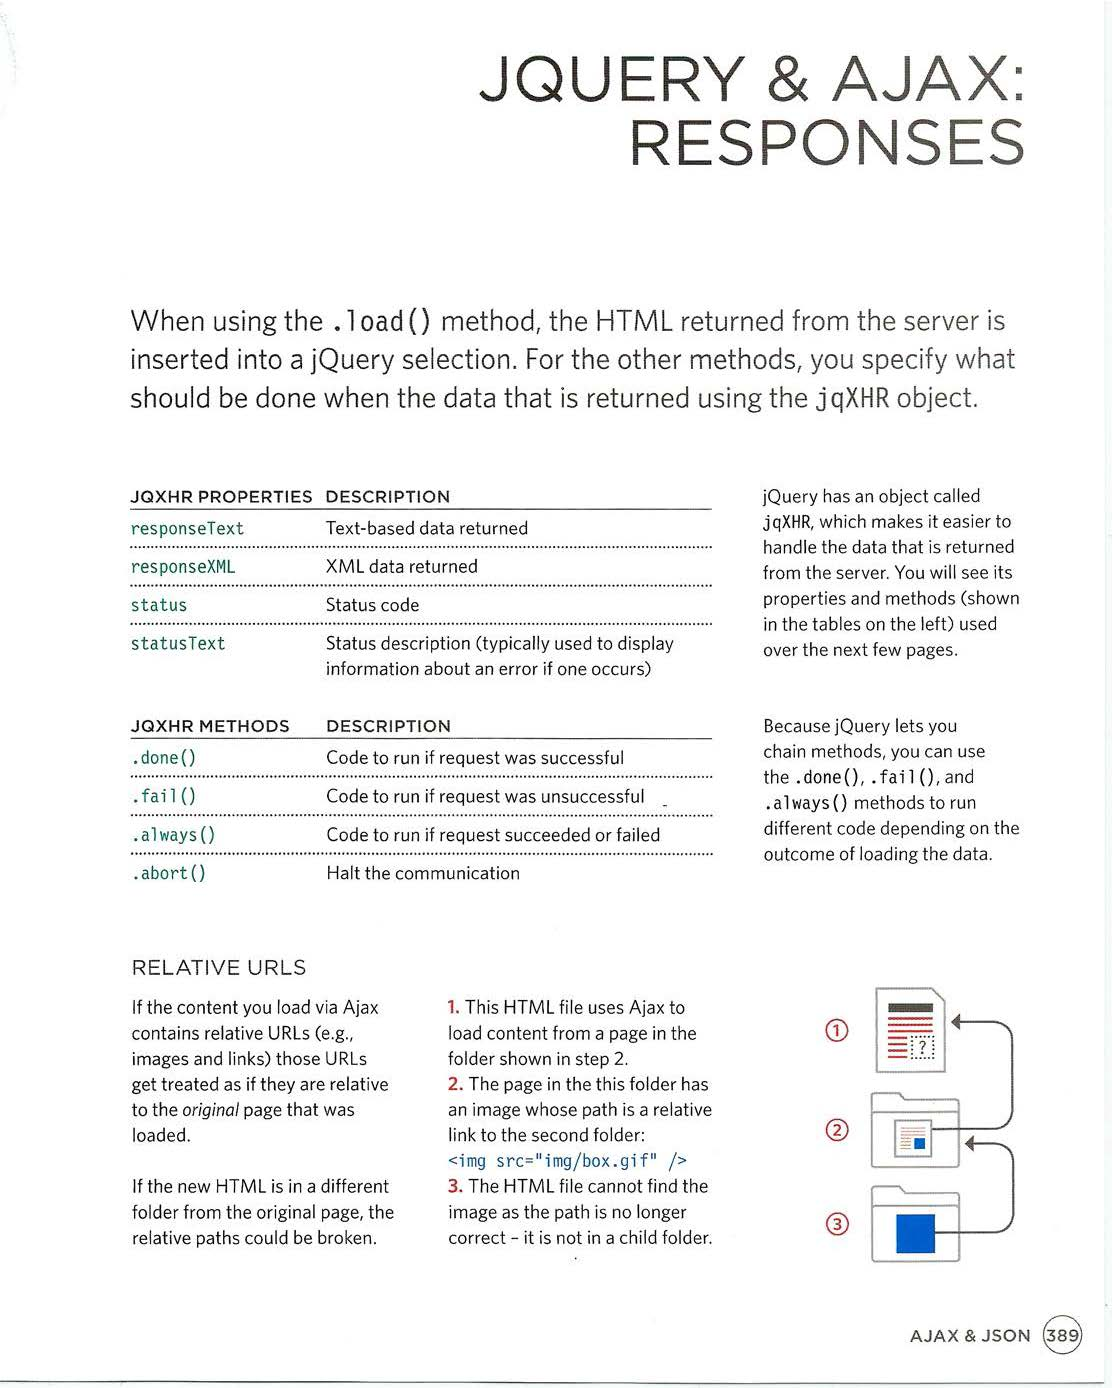 JQUERY & AJAX:
RESPONSES
When using the .load() method, the HTML returned from the server is
inserted into a jQuery selection. For the other methods, you specify what
should be done when the data that is returned using the jqXHR object.
JQXHR PROPERTIES DESCRIPTION
responseText Text-based data returned
responseXML XML data returned
status Status code
statusText Status description (typically used to display
information about an error if one occurs)
jQuery has an object called
jqXHR, which makes it easier to
handle the data that is returned
from the server. You will see its
properties and methods (shown
in the tables on the left) used
over the next few pages.
JQXHR METHODS DESCRIPTION
.done() Code to run if request was successful
.fail() Code to run if request was unsuccessful
.always() Code to run if request succeeded or failed
.abort() Halt the communication
Because jQuery lets you
chain methods, you can use
the .done(), .fail(), and
.always() methods to run
different code depending on the
outcome of loading the data.
RELATIVE URLS
If the content you load via Ajax
contains relative URLs (e.g.,
images and links) those URLs
get treated as if they are relative
to the original page that was
loaded.
If the new HTML is in a different
folder from the original page, the
relative paths could be broken.
1. This HTML file uses Ajax to
load content from a page in the
folder shown in step 2.
2. The page in the this folder has
an image whose path is a relative
link to the second folder:
<img src="img/box.gif" />
3. The HTML file cannot find the
image as the path is no longer
correct – it is not in a child folder.
1
?
2
3
AJAX & JSON 389